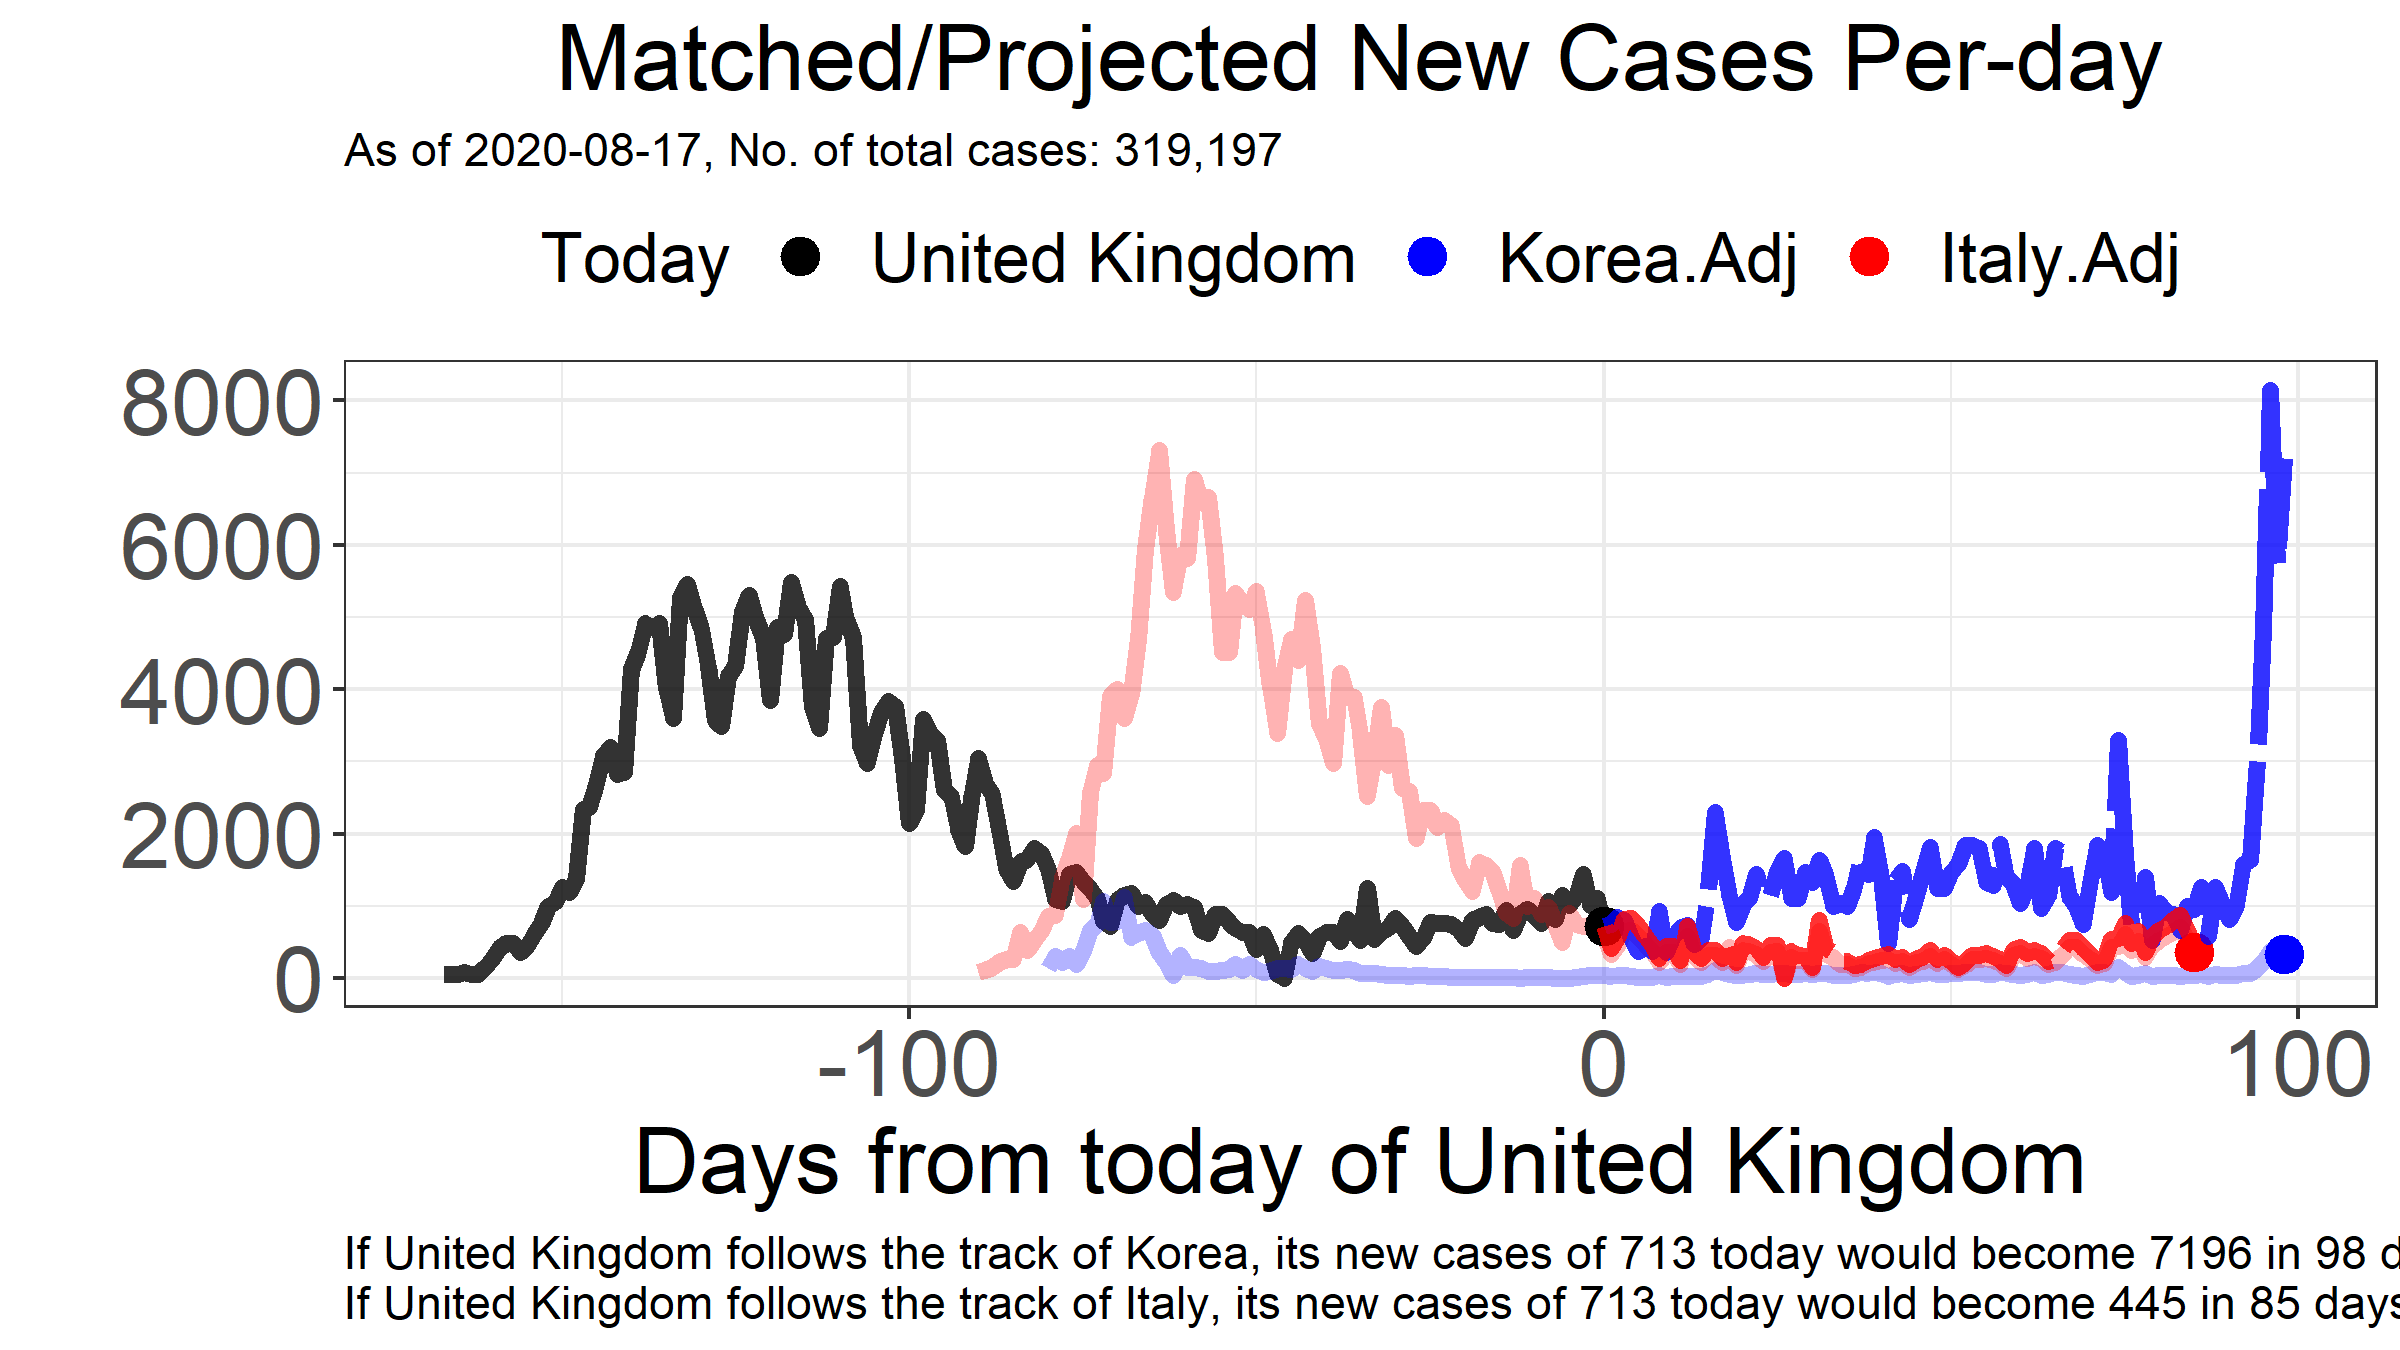 Matched/Projected New Cases Per-day
As of 2020-08-17, No. of total cases: 319,197
Today United Kingdom Korea.Adj Italy.Adj
8000
6000
4000
2000
0
-100 0 100
Days from today of United Kingdom
If United Kingdom follows the track of Korea, its new cases of 713 today would become 7196 in 98 d
If United Kingdom follows the track of Italy, its new cases of 713 today would become 445 in 85 days